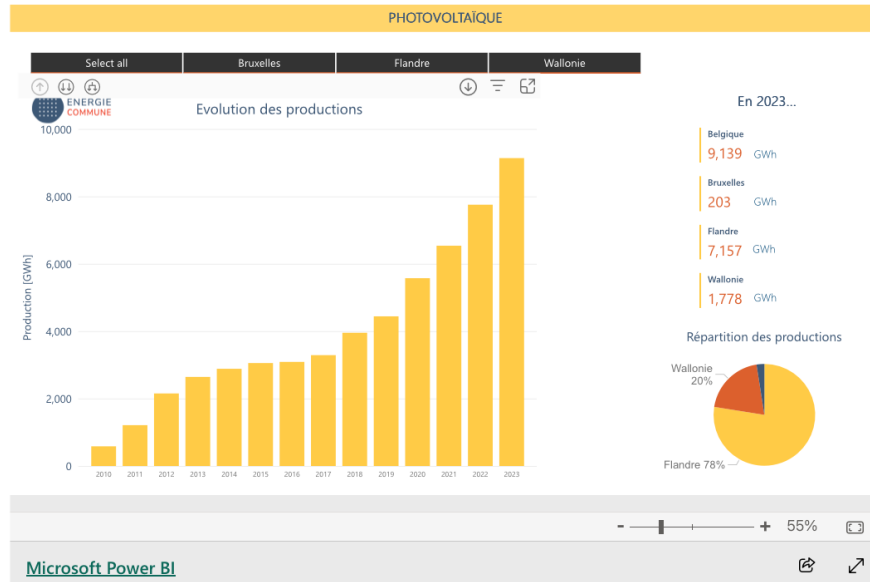 PHOTOVOLTAÏQUE
Select all
Bruxelles
Flandre
Wallonie
ENERGIE
COMMUNE
Evolution des productions
Production [GWh]
10,000
8,000
6,000
4,000
2,000
0
2010
2011
2012
2013
2014
2015
2016
2017
2018
2019
2020
2021
2022
2023
En 2023...
Belgique
9,139 GWh
Bruxelles
203 GWh
Flandre
7,157 GWh
Wallonie
1,778 GWh
Répartition des productions
Wallonie
20%
Flandre 78%
- + 55%
Microsoft Power BI